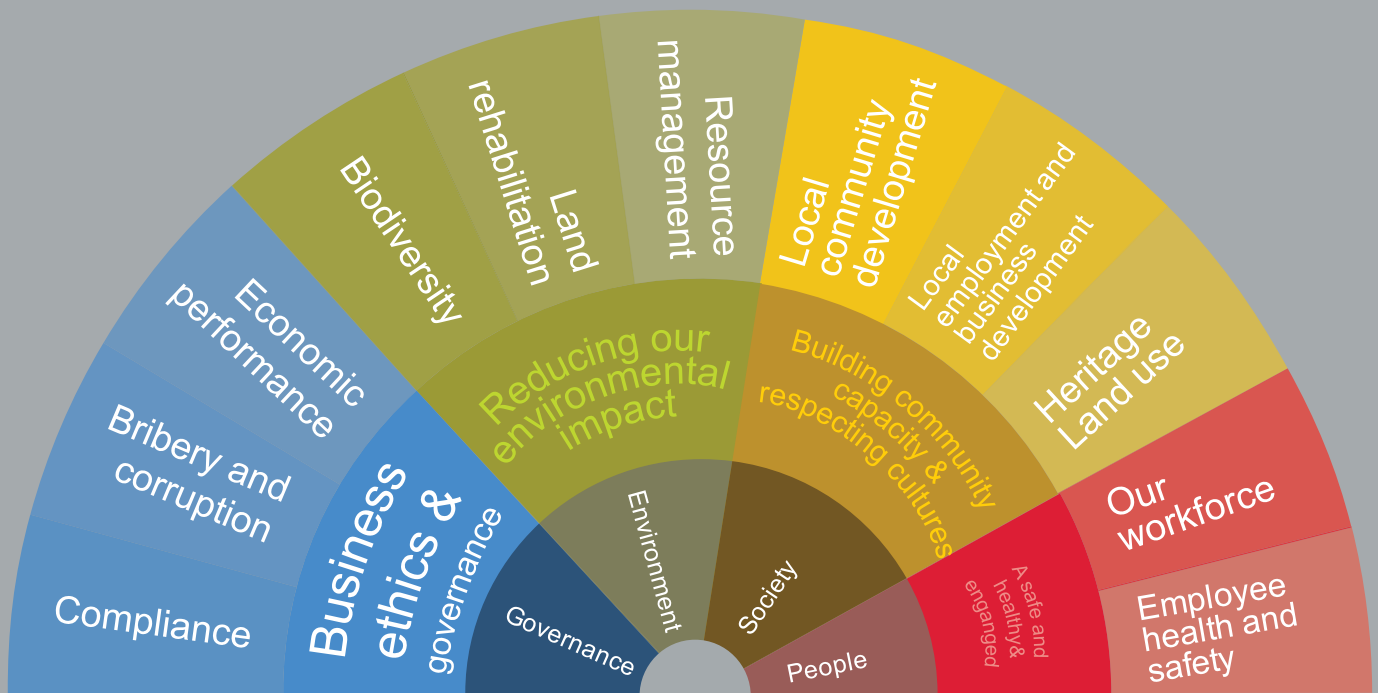 Compliance
Bribery and
corruption
Economic
performance
Biodiversity
Land
rehabilitation
Resource
management
Local
community
development
Local
employment and
business
development
Heritage
Land use
Our
workforce
Employee
health and
safety
Business
ethics &
governance
Reducing our
environmental
impact
Building community
capacity &
respecting cultures
A safe and
healthy&
enganged
Governance
Environment
Society
People